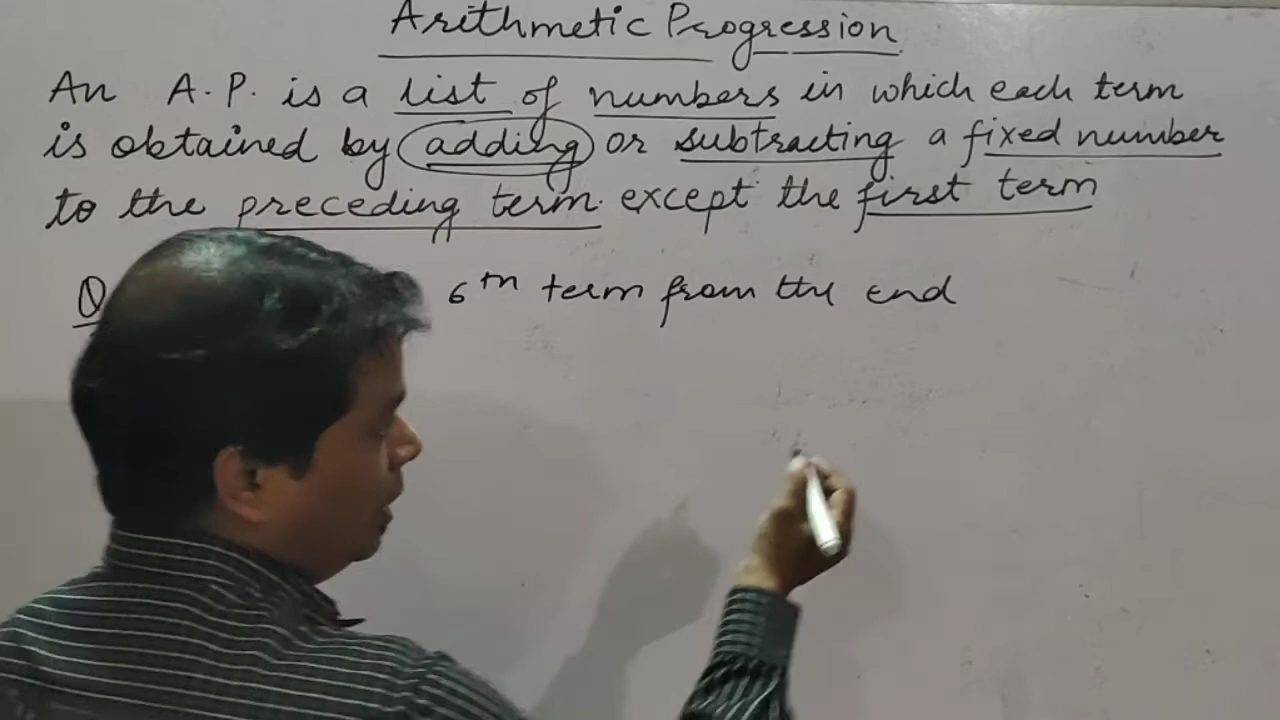 Arithmetic Progression
An A.P. is a list of numbers in which each term
is obtained by adding or subtracting a fixed number
to the preceding term except the first term
Q 6th term from the end